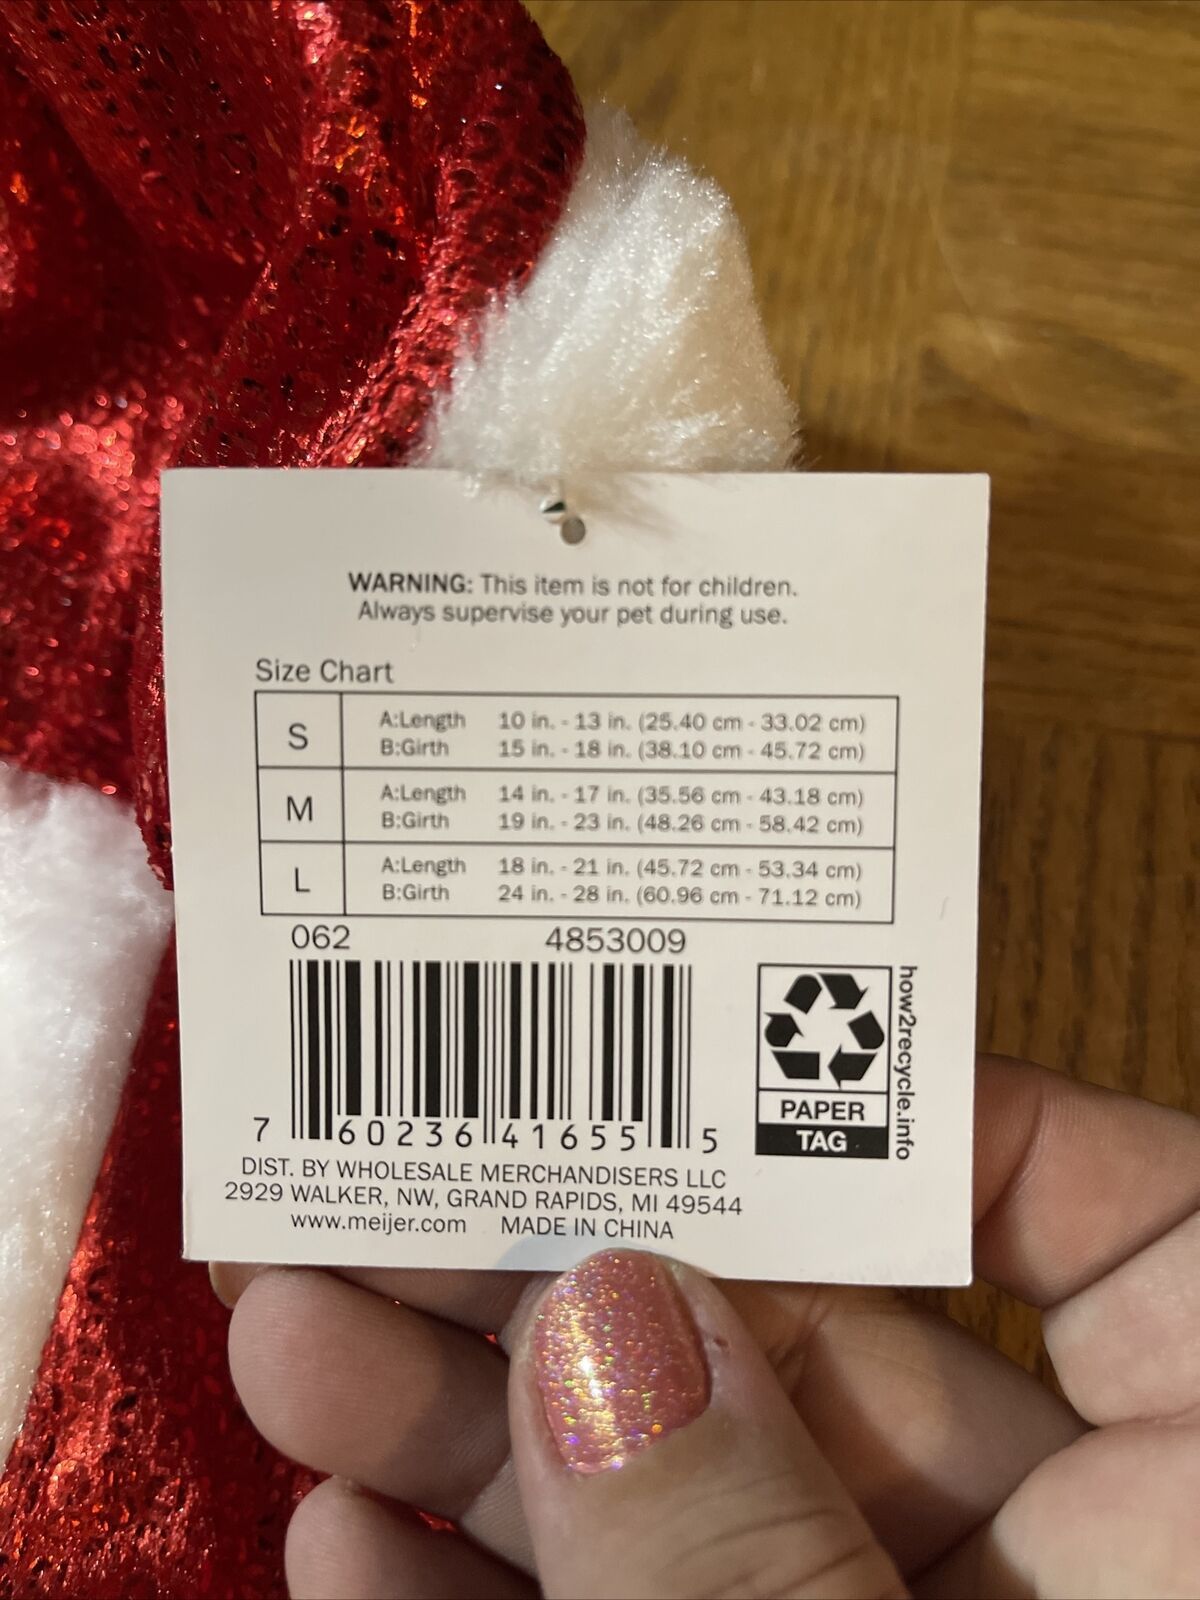 WARNING: This item is not for children.
Always supervise your pet during use.
Size Chart
S A:Length 10 in. - 13 in. (25.40 cm - 33.02 cm)
B:Girth 15 in. - 18 in. (38.10 cm - 45.72 cm)
M A:Length 14 in. - 17 in. (35.56 cm - 43.18 cm)
B:Girth 19 in. - 23 in. (48.26 cm - 58.42 cm)
L A:Length 18 in. - 21 in. (45.72 cm - 53.34 cm)
B:Girth 24 in. - 28 in. (60.96 cm - 71.12 cm)
062 4853009
7 60236 41655 5
how2recycle.info
PAPER
TAG
DIST. BY WHOLESALE MERCHANDISERS LLC
2929 WALKER, NW, GRAND RAPIDS, MI 49544
www.meijer.com MADE IN CHINA